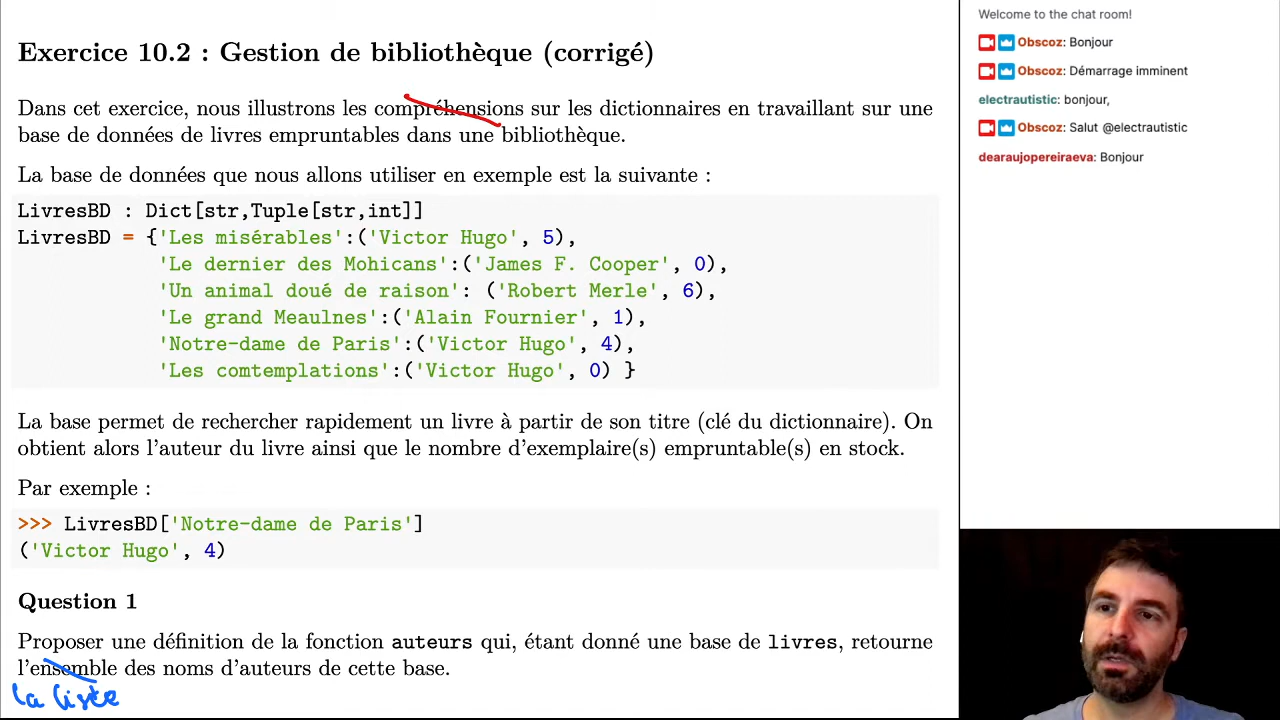 Exercice 10.2 : Gestion de bibliothèque (corrigé)
Dans cet exercice, nous illustrons les compréhensions sur les dictionnaires en travaillant sur une
base de données de livres empruntables dans une bibliothèque.
La base de données que nous allons utiliser en exemple est la suivante :
LivresBD : Dict[str,Tuple[str,int]]
LivresBD = {'Les misérables':('Victor Hugo', 5),
'Le dernier des Mohicans':('James F. Cooper', 0),
'Un animal doué de raison': ('Robert Merle', 6),
'Le grand Meaulnes':('Alain Fournier', 1),
'Notre-dame de Paris':('Victor Hugo', 4),
'Les comtemplations':('Victor Hugo', 0) }
La base permet de rechercher rapidement un livre à partir de son titre (clé du dictionnaire). On
obtient alors l'auteur du livre ainsi que le nombre d'exemplaire(s) empruntable(s) en stock.
Par exemple :
>>> LivresBD['Notre-dame de Paris']
('Victor Hugo', 4)
Question 1
Proposer une définition de la fonction auteurs qui, étant donné une base de livres, retourne
l'ensemble des noms d'auteurs de cette base.
la liste
Welcome to the chat room!
Obscoz: Bonjour
Obscoz: Démarrage imminent
electrautistic: bonjour,
Obscoz: Salut @electrautistic
dearaujopereiraeva: Bonjour